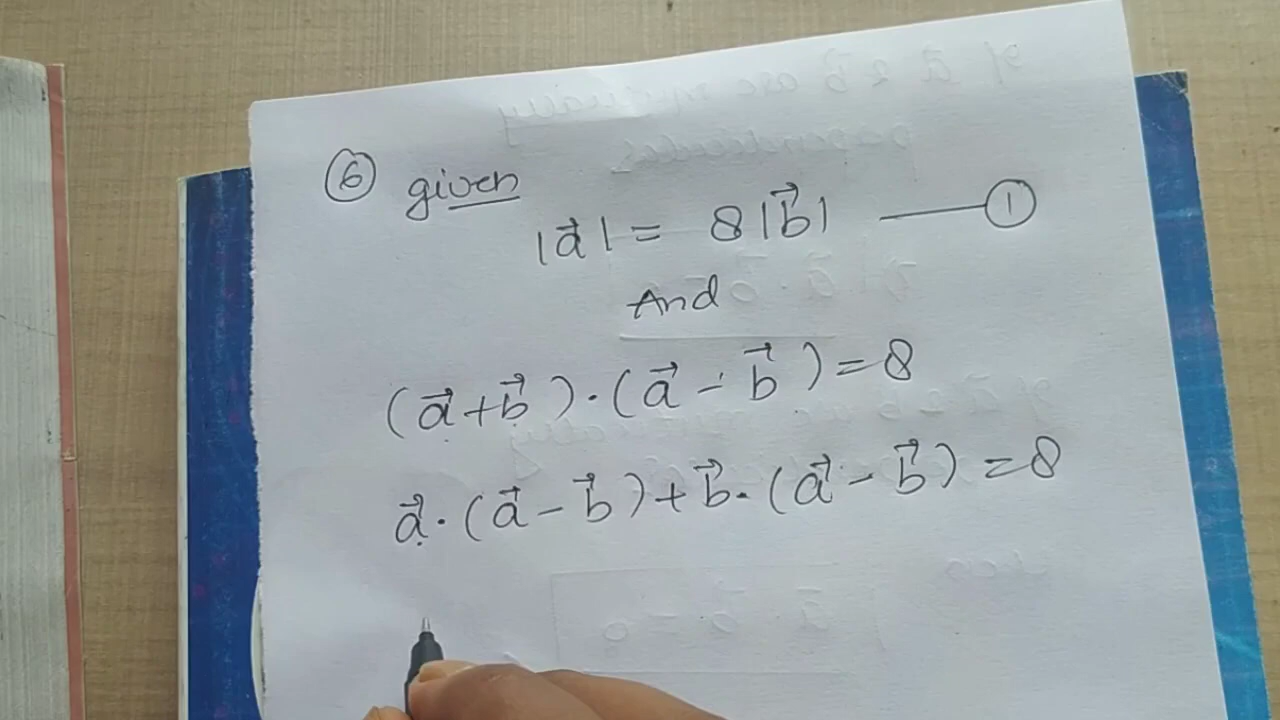 ⑥ given
|a⃗| = 8|b⃗| —— ①
And
(a⃗+b⃗)·(a⃗-b⃗)=8
a⃗·(a⃗-b⃗)+b⃗·(a⃗-b⃗)=8